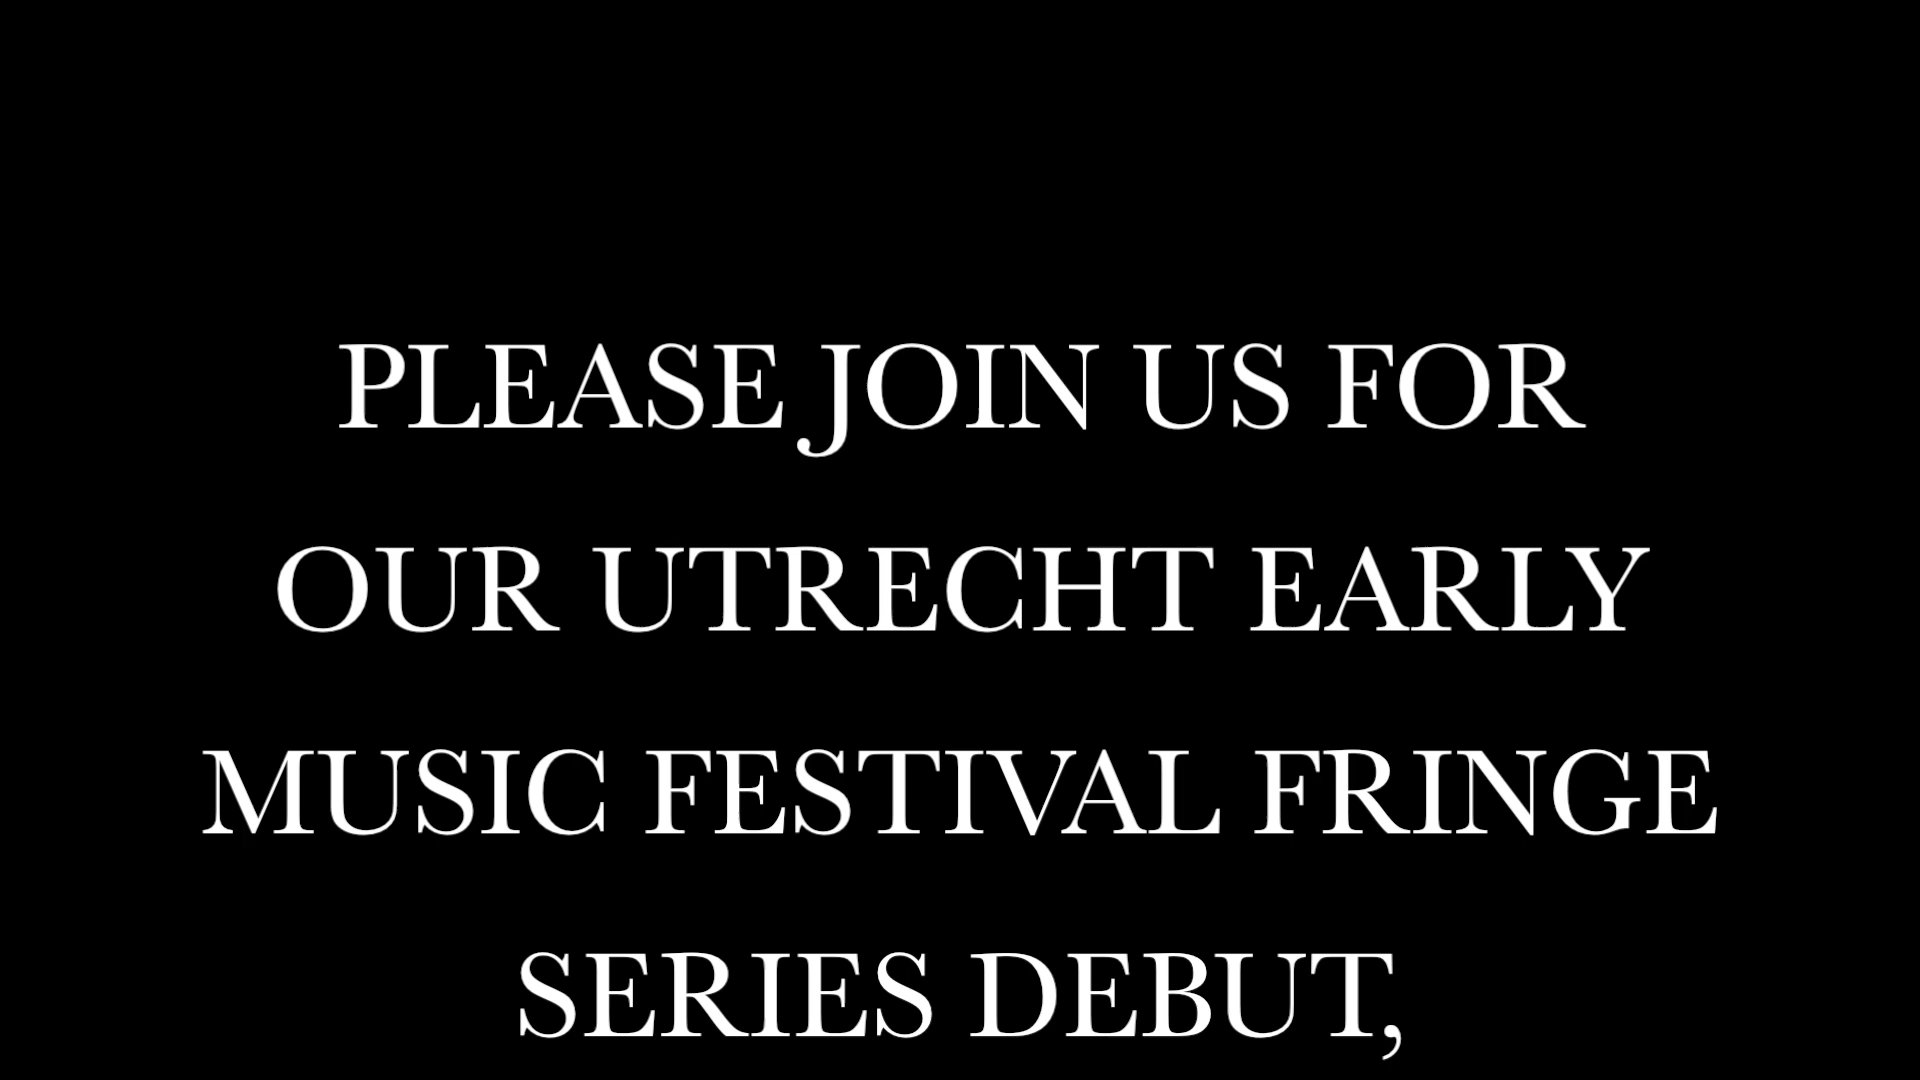 PLEASE JOIN US FOR
OUR UTRECHT EARLY
MUSIC FESTIVAL FRINGE
SERIES DEBUT,